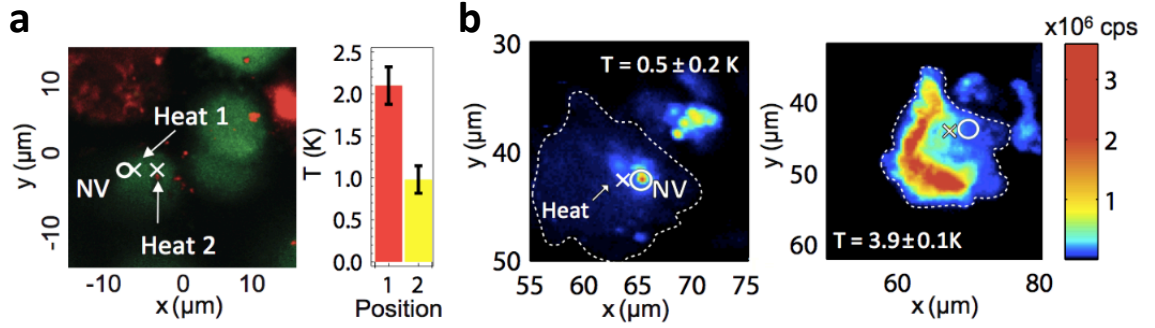 a
Heat 1
NV
Heat 2
y (µm)
10
0
-10
-10
0
10
x (µm)
T (K)
2.5
2.0
1.5
1.0
0.5
0.0
1
2
Position
b
T = 0.5 ± 0.2 K
NV
Heat
y (µm)
30
40
50
55
60
65
70
75
x (µm)
T = 3.9±0.1K
y (µm)
40
50
60
60
70
80
x (µm)
x10⁶ cps
3
2
1